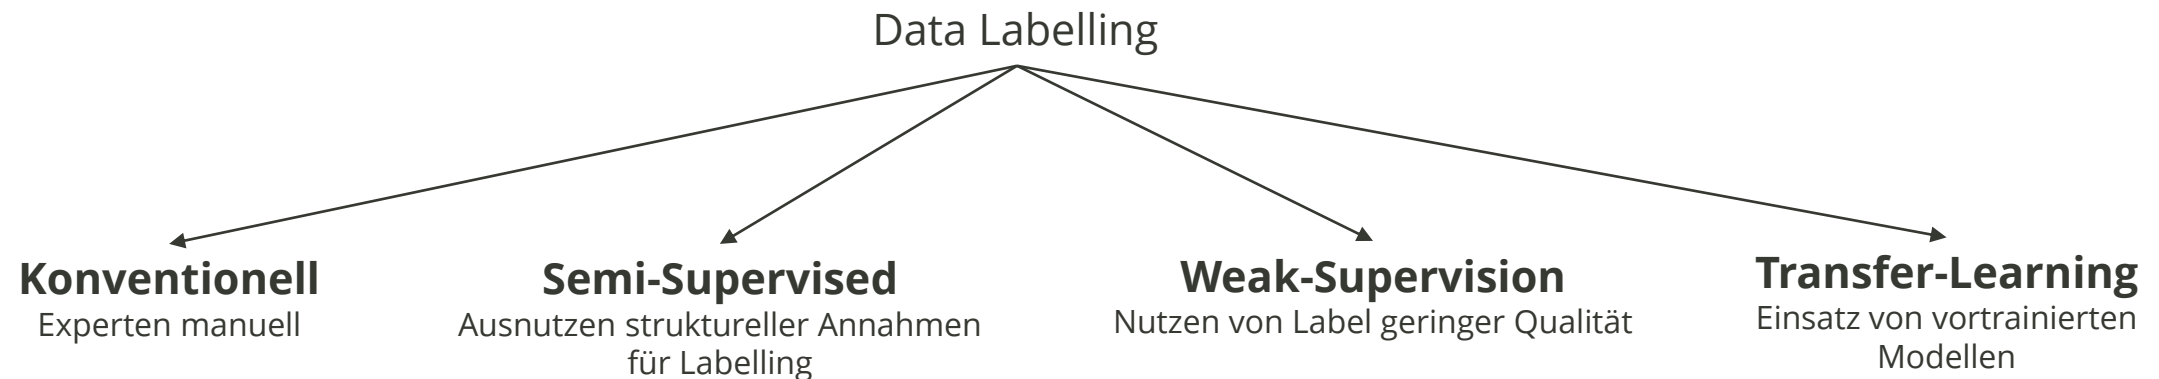 Data Labelling
Konventionell
Experten manuell
Semi-Supervised
Ausnutzen struktureller Annahmen
für Labelling
Weak-Supervision
Nutzen von Label geringer Qualität
Transfer-Learning
Einsatz von vortrainierten
Modellen